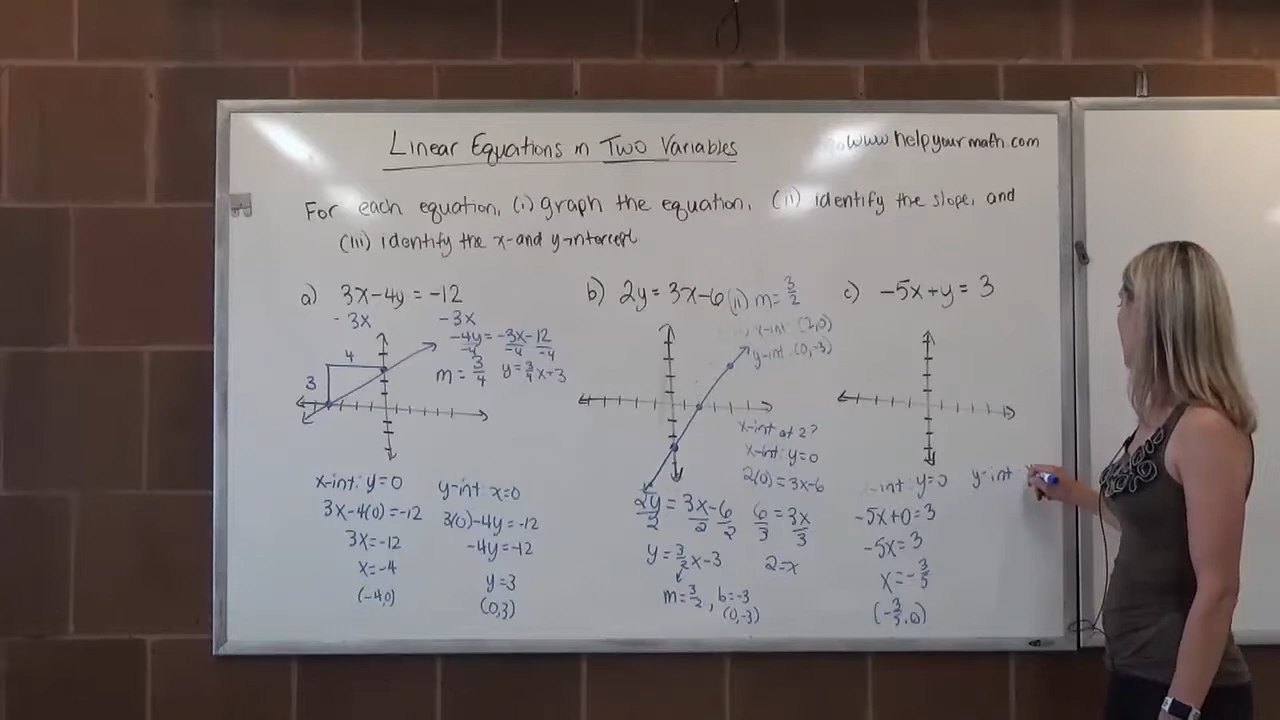 Linear Equations in Two Variables
www.helpyourmath.com
For each equation, (i) graph the equation, (ii) identify the slope, and
(iii) identify the x-and y-intercept.
a) 3x-4y = -12
-3x -3x
-4y = -3x-12
-4 -4 -4
m = 3/4 y = 3/4x+3
4
3
x-int: y=0
3x-4(0) = -12
3x=-12
x=-4
(-4,0)
y-int: x=0
3(0)-4y=-12
-4y=-12
y=3
(0,3)
b) 2y = 3x-6 (ii) m = 3/2
x-int: (2,0)
y-int: (0,-3)
x-int at 2?
x-int: y=0
2(0) = 3x-6
6/3 = 3x/3
2=x
2y/2 = 3x/2 - 6/2
y = 3/2x-3
m=3/2, b=-3
(0,-3)
c) -5x+y = 3
-int: y=0
-5x+0=3
-5x=3
x=-3/5
(-3/5,0)
y-int